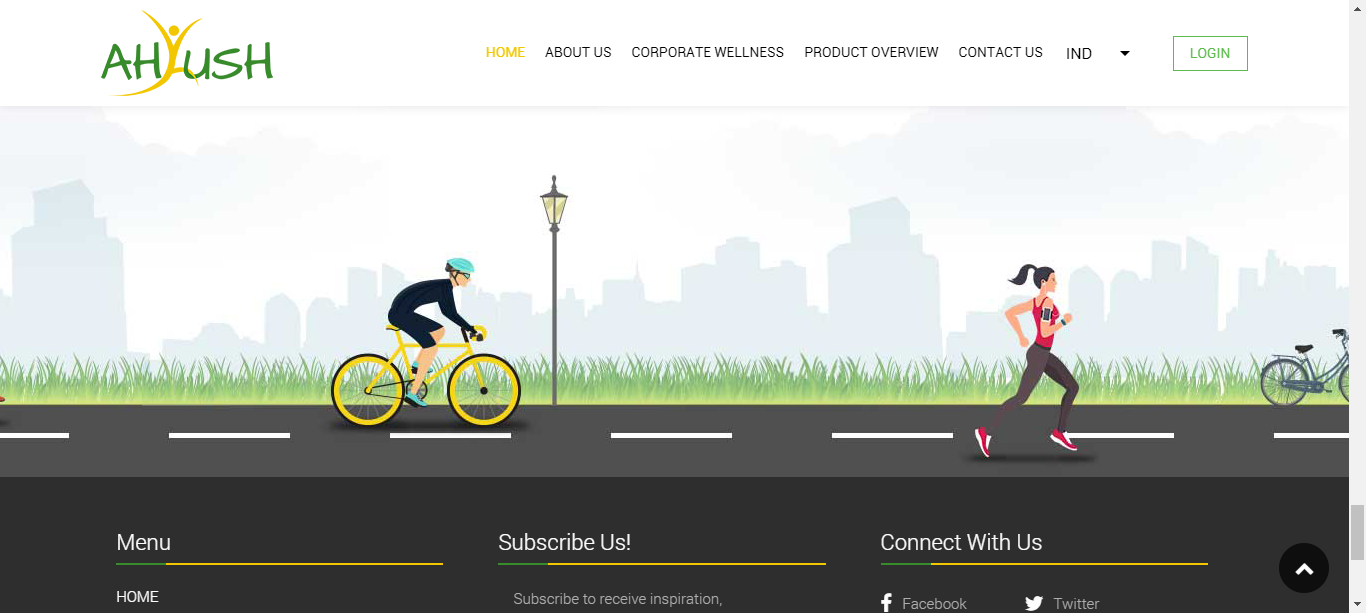 AHYUSH
HOME ABOUT US CORPORATE WELLNESS PRODUCT OVERVIEW CONTACT US IND LOGIN
Menu
Subscribe Us!
Connect With Us
HOME
Subscribe to receive inspiration,
Facebook Twitter